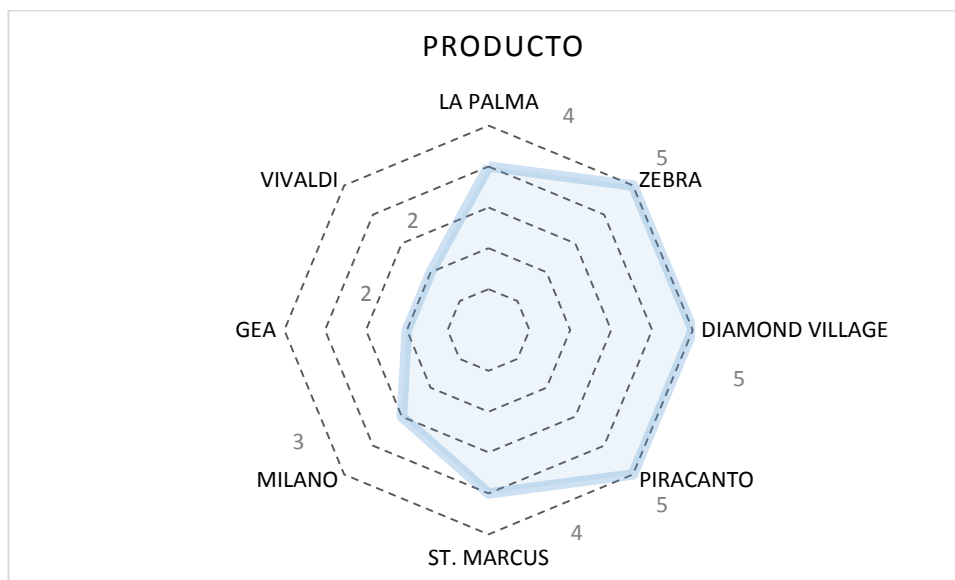 PRODUCTO
LA PALMA
4
5
ZEBRA
VIVALDI
2
2
GEA
DIAMOND VILLAGE
5
3
MILANO
PIRACANTO
5
4
ST. MARCUS